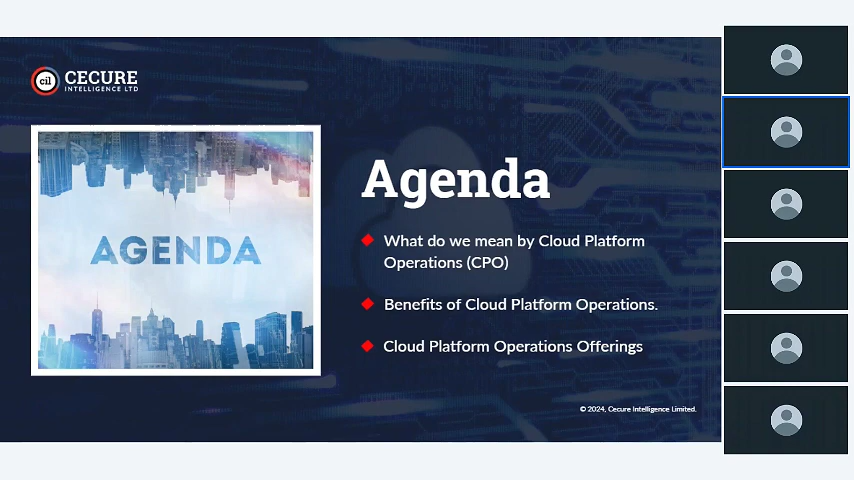 cil
CECURE
INTELLIGENCE LTD
AGENDA
Agenda
What do we mean by Cloud Platform
Operations (CPO)
Benefits of Cloud Platform Operations.
Cloud Platform Operations Offerings
© 2024, Cecure Intelligence Limited.